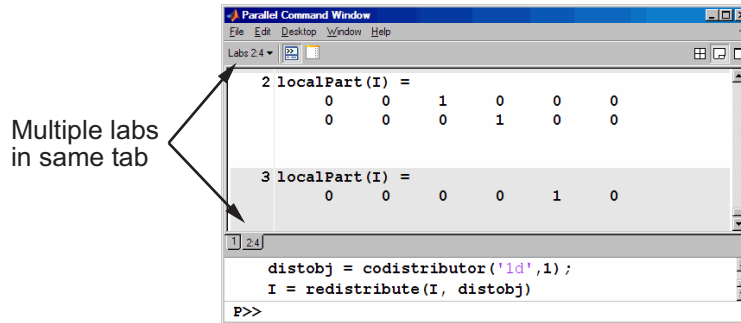 Parallel Command Window
File Edit Desktop Window Help
Labs 2:4
2 localPart(I) =
0 0 1 0 0 0
0 0 0 1 0 0
Multiple labs
in same tab
3 localPart(I) =
0 0 0 0 1 0
1 2:4
distobj = codistributor('1d',1);
I = redistribute(I, distobj)
P>>